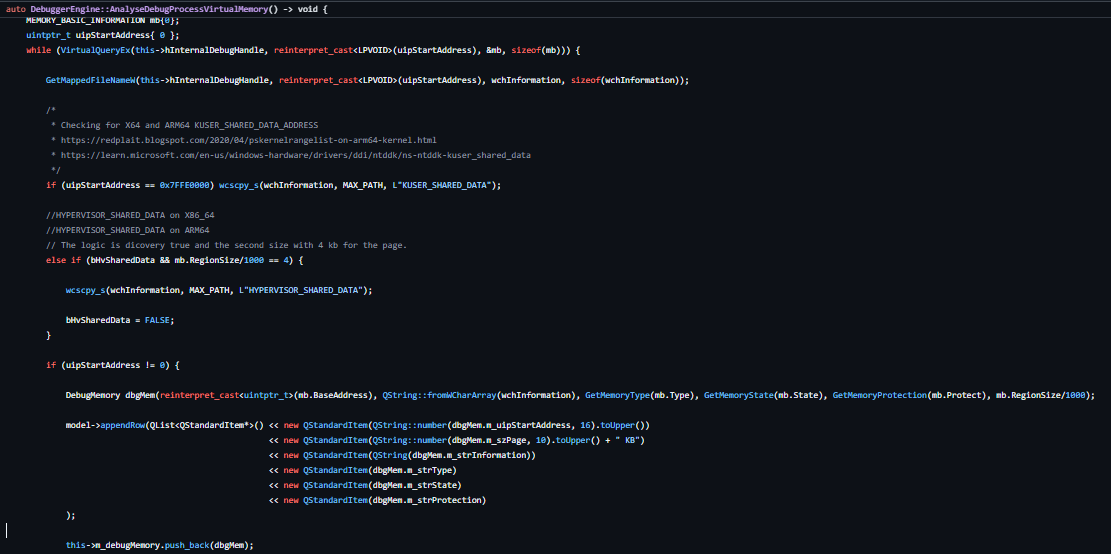 auto DebuggerEngine::AnalyseDebugProcessVirtualMemory() -> void {
MEMORY_BASIC_INFORMATION mb{0};
uintptr_t uipStartAddress{ 0 };
while (VirtualQueryEx(this->hInternalDebugHandle, reinterpret_cast<LPVOID>(uipStartAddress), &mb, sizeof(mb))) {
GetMappedFileNameW(this->hInternalDebugHandle, reinterpret_cast<LPVOID>(uipStartAddress), wchInformation, sizeof(wchInformation));
/*
* Checking for X64 and ARM64 KUSER_SHARED_DATA_ADDRESS
* https://redplait.blogspot.com/2020/04/pskernelrangelist-on-arm64-kernel.html
* https://learn.microsoft.com/en-us/windows-hardware/drivers/ddi/ntddk/ns-ntddk-kuser_shared_data
*/
if (uipStartAddress == 0x7FFE0000) wcscpy_s(wchInformation, MAX_PATH, L"KUSER_SHARED_DATA");
//HYPERVISOR_SHARED_DATA on X86_64
//HYPERVISOR_SHARED_DATA on ARM64
// The logic is dicovery true and the second size with 4 kb for the page.
else if (bHvSharedData && mb.RegionSize/1000 == 4) {
wcscpy_s(wchInformation, MAX_PATH, L"HYPERVISOR_SHARED_DATA");
bHvSharedData = FALSE;
}
if (uipStartAddress != 0) {
DebugMemory dbgMem(reinterpret_cast<uintptr_t>(mb.BaseAddress), QString::fromWCharArray(wchInformation), GetMemoryType(mb.Type), GetMemoryState(mb.State), GetMemoryProtection(mb.Protect), mb.RegionSize/1000);
model->appendRow(QList<QStandardItem*>() << new QStandardItem(QString::number(dbgMem.m_uipStartAddress, 16).toUpper())
<< new QStandardItem(QString::number(dbgMem.m_szPage, 10).toUpper() + " KB")
<< new QStandardItem(QString(dbgMem.m_strInformation))
<< new QStandardItem(dbgMem.m_strType)
<< new QStandardItem(dbgMem.m_strState)
<< new QStandardItem(dbgMem.m_strProtection)
);
this->m_debugMemory.push_back(dbgMem);